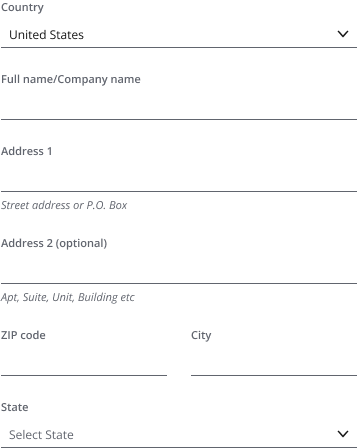 Country
United States
Full name/Company name
Address 1
Street address or P.O. Box
Address 2 (optional)
Apt, Suite, Unit, Building etc
ZIP code City
State
Select State